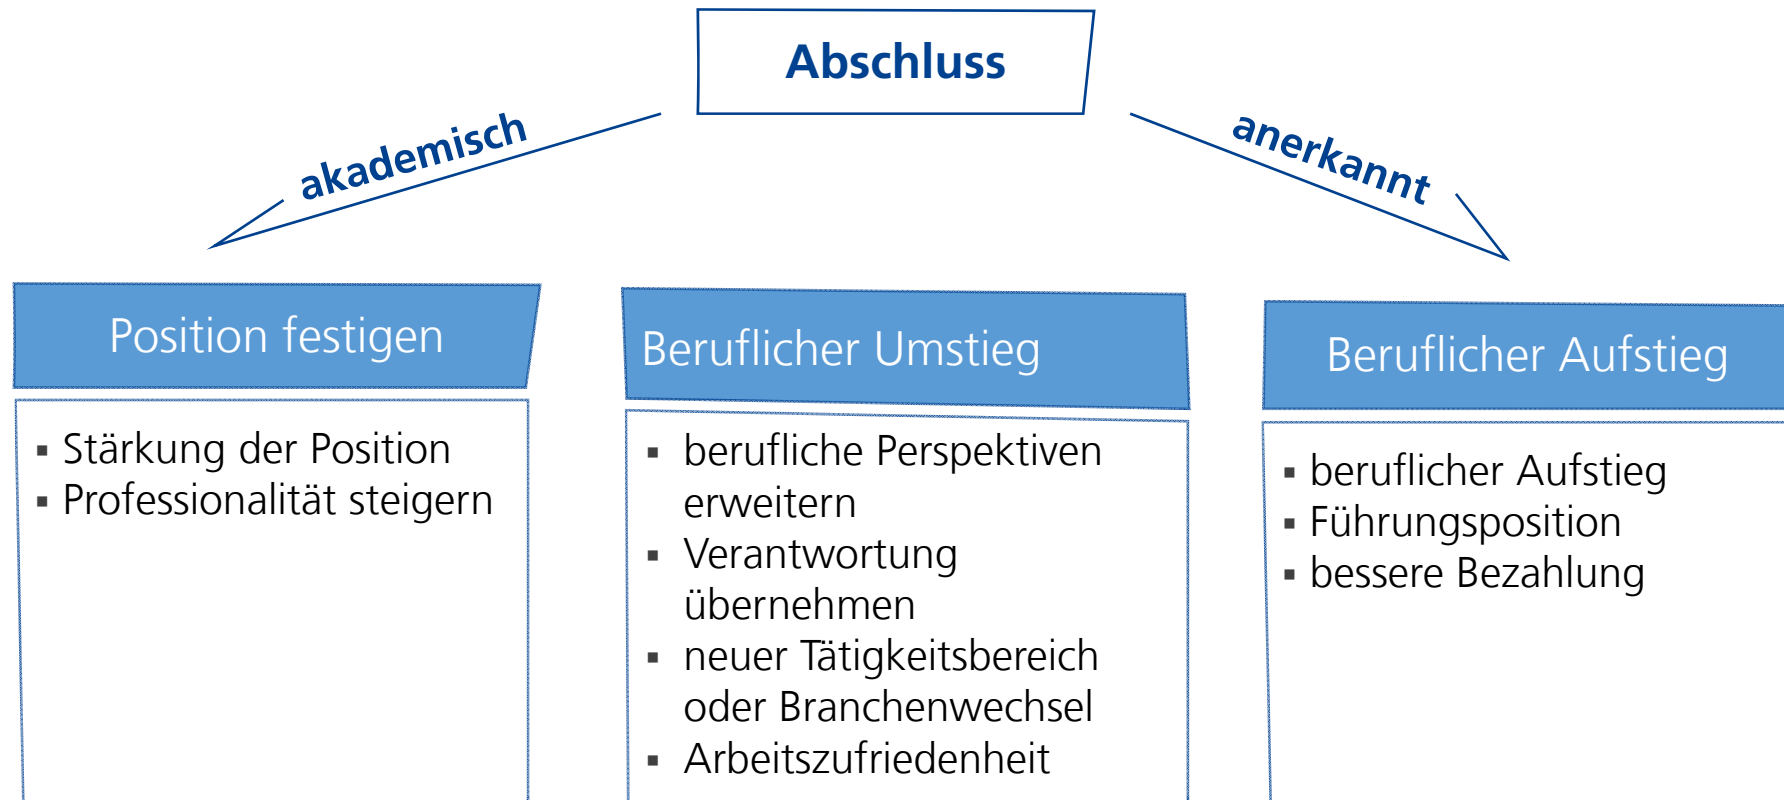 Abschluss
akademisch
anerkannt
Position festigen
▪ Stärkung der Position
▪ Professionalität steigern
Beruflicher Umstieg
▪ berufliche Perspektiven
erweitern
▪ Verantwortung
übernehmen
▪ neuer Tätigkeitsbereich
oder Branchenwechsel
▪ Arbeitszufriedenheit
Beruflicher Aufstieg
▪ beruflicher Aufstieg
▪ Führungsposition
▪ bessere Bezahlung